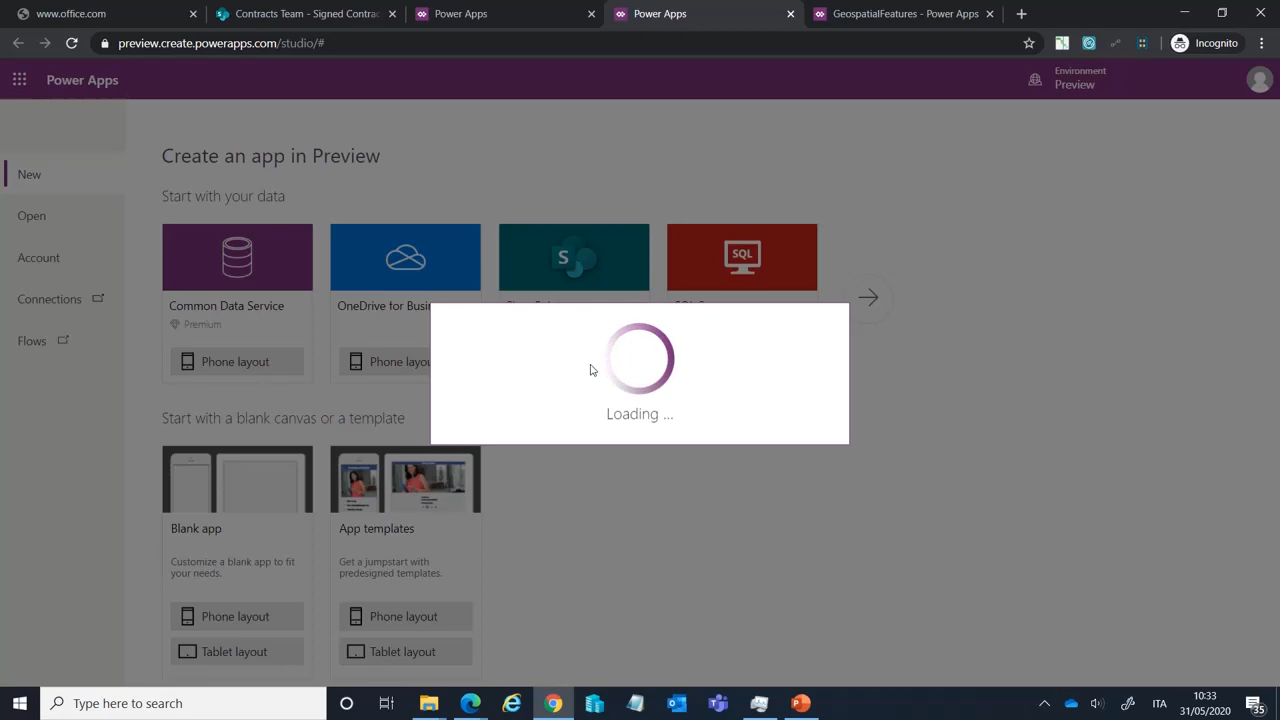 www.office.com
Contracts Team - Signed Contrac
Power Apps
Power Apps
GeospatialFeatures - Power Apps
preview.create.powerapps.com/studio/#
Incognito
Power Apps
Environment
Preview
Create an app in Preview
New
Start with your data
Open
Account
Connections
Flows
SQL
S
Common Data Service
OneDrive for Busin
Premium
Phone layout
Phone layou
Loading ...
Start with a blank canvas or a template
Blank app
App templates
Customize a blank app to fit
your needs.
Get a jumpstart with
predesigned templates.
Phone layout
Phone layout
Tablet layout
Tablet layout
Type here to search
ITA
10:33
31/05/2020
35